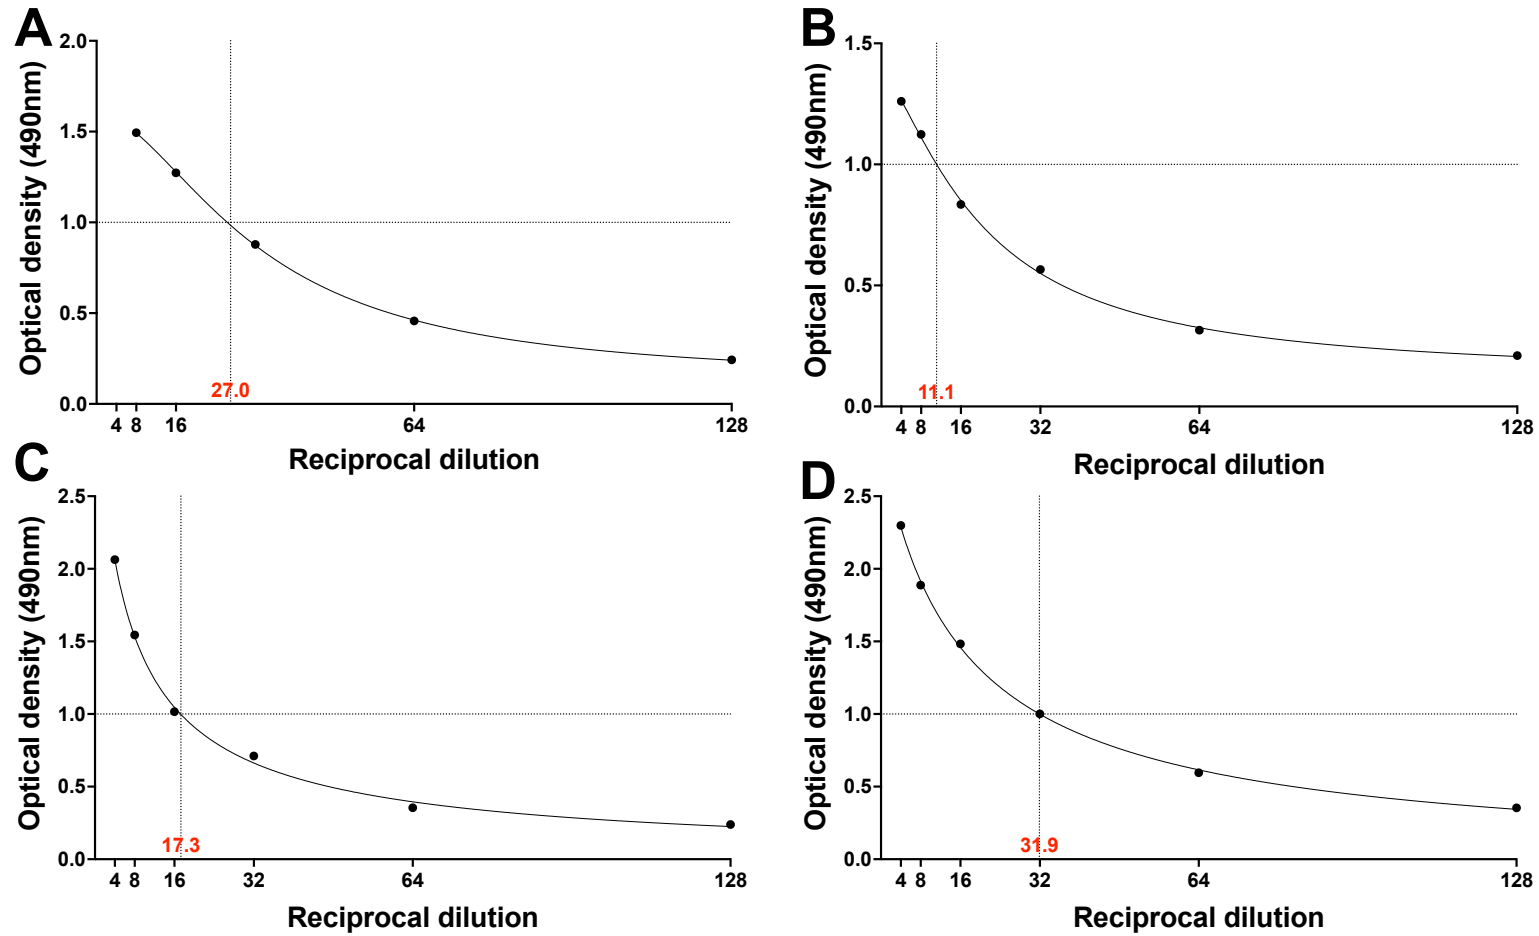 A
2.0
1.5
1.0
0.5
0.0
Optical density (490nm)
27.0
4 8 16 64 128
Reciprocal dilution
B
1.5
1.0
0.5
0.0
Optical density (490nm)
11.1
4 8 16 32 64 128
Reciprocal dilution
C
2.5
2.0
1.5
1.0
0.5
0.0
Optical density (490nm)
17.3
4 8 16 32 64 128
Reciprocal dilution
D
2.5
2.0
1.5
1.0
0.5
0.0
Optical density (490nm)
31.9
4 8 16 32 64 128
Reciprocal dilution